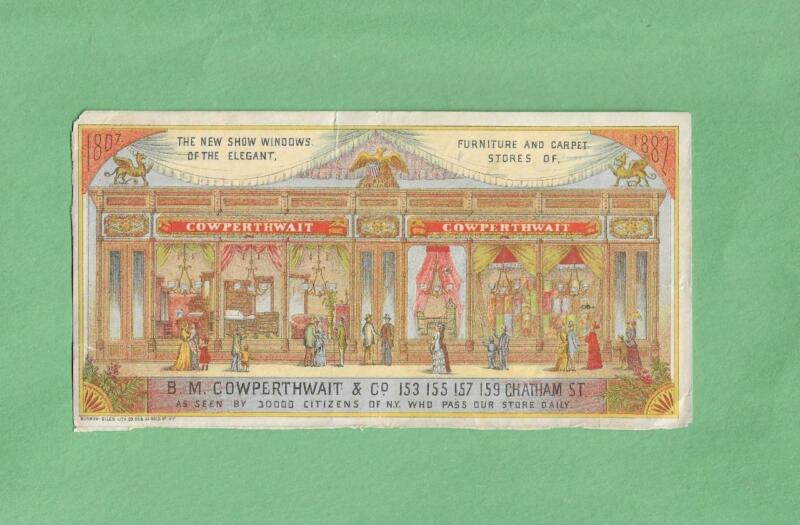 1807
THE NEW SHOW WINDOWS
OF THE ELEGANT,
FURNITURE AND CARPET
STORES OF,
1887
COWPERTHWAIT
COWPERTHWAIT
B. M. COWPERTHWAIT & CO 153 155 157 159 CHATHAM ST.
AS SEEN BY 30000 CITIZENS OF N.Y. WHO PASS OUR STORE DAILY.